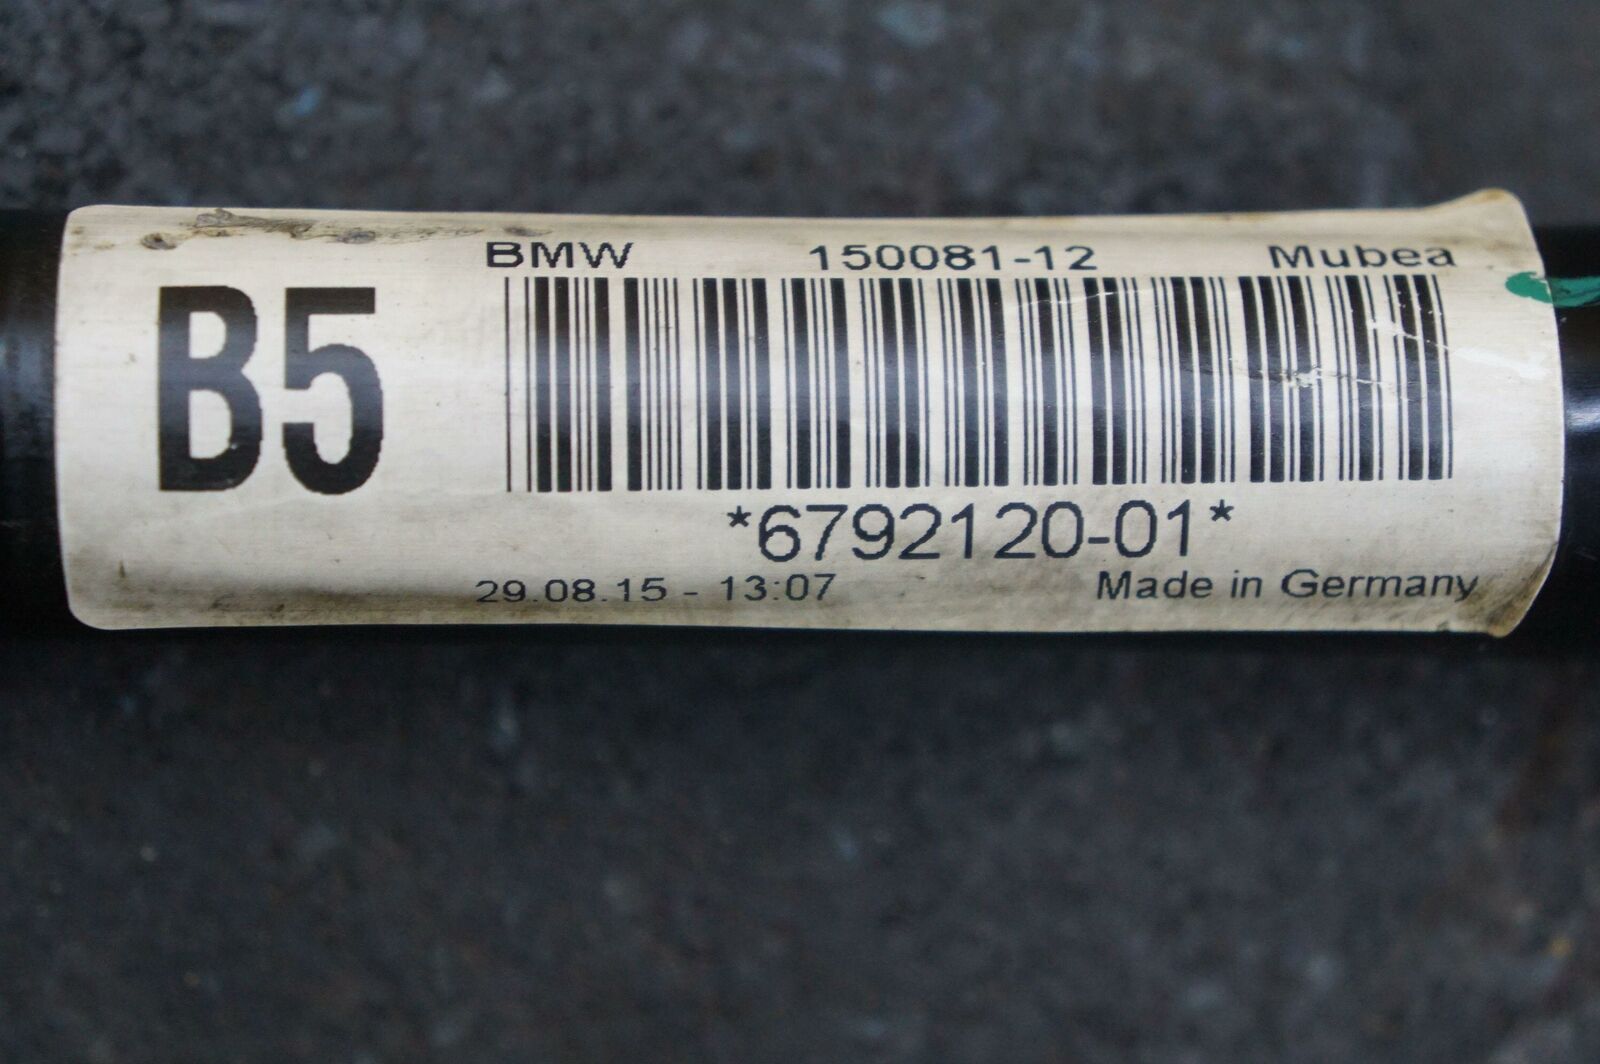 BMW 150081-12 Mubea
B5
*6792120-01*
29.08.15 - 13:07 Made in Germany